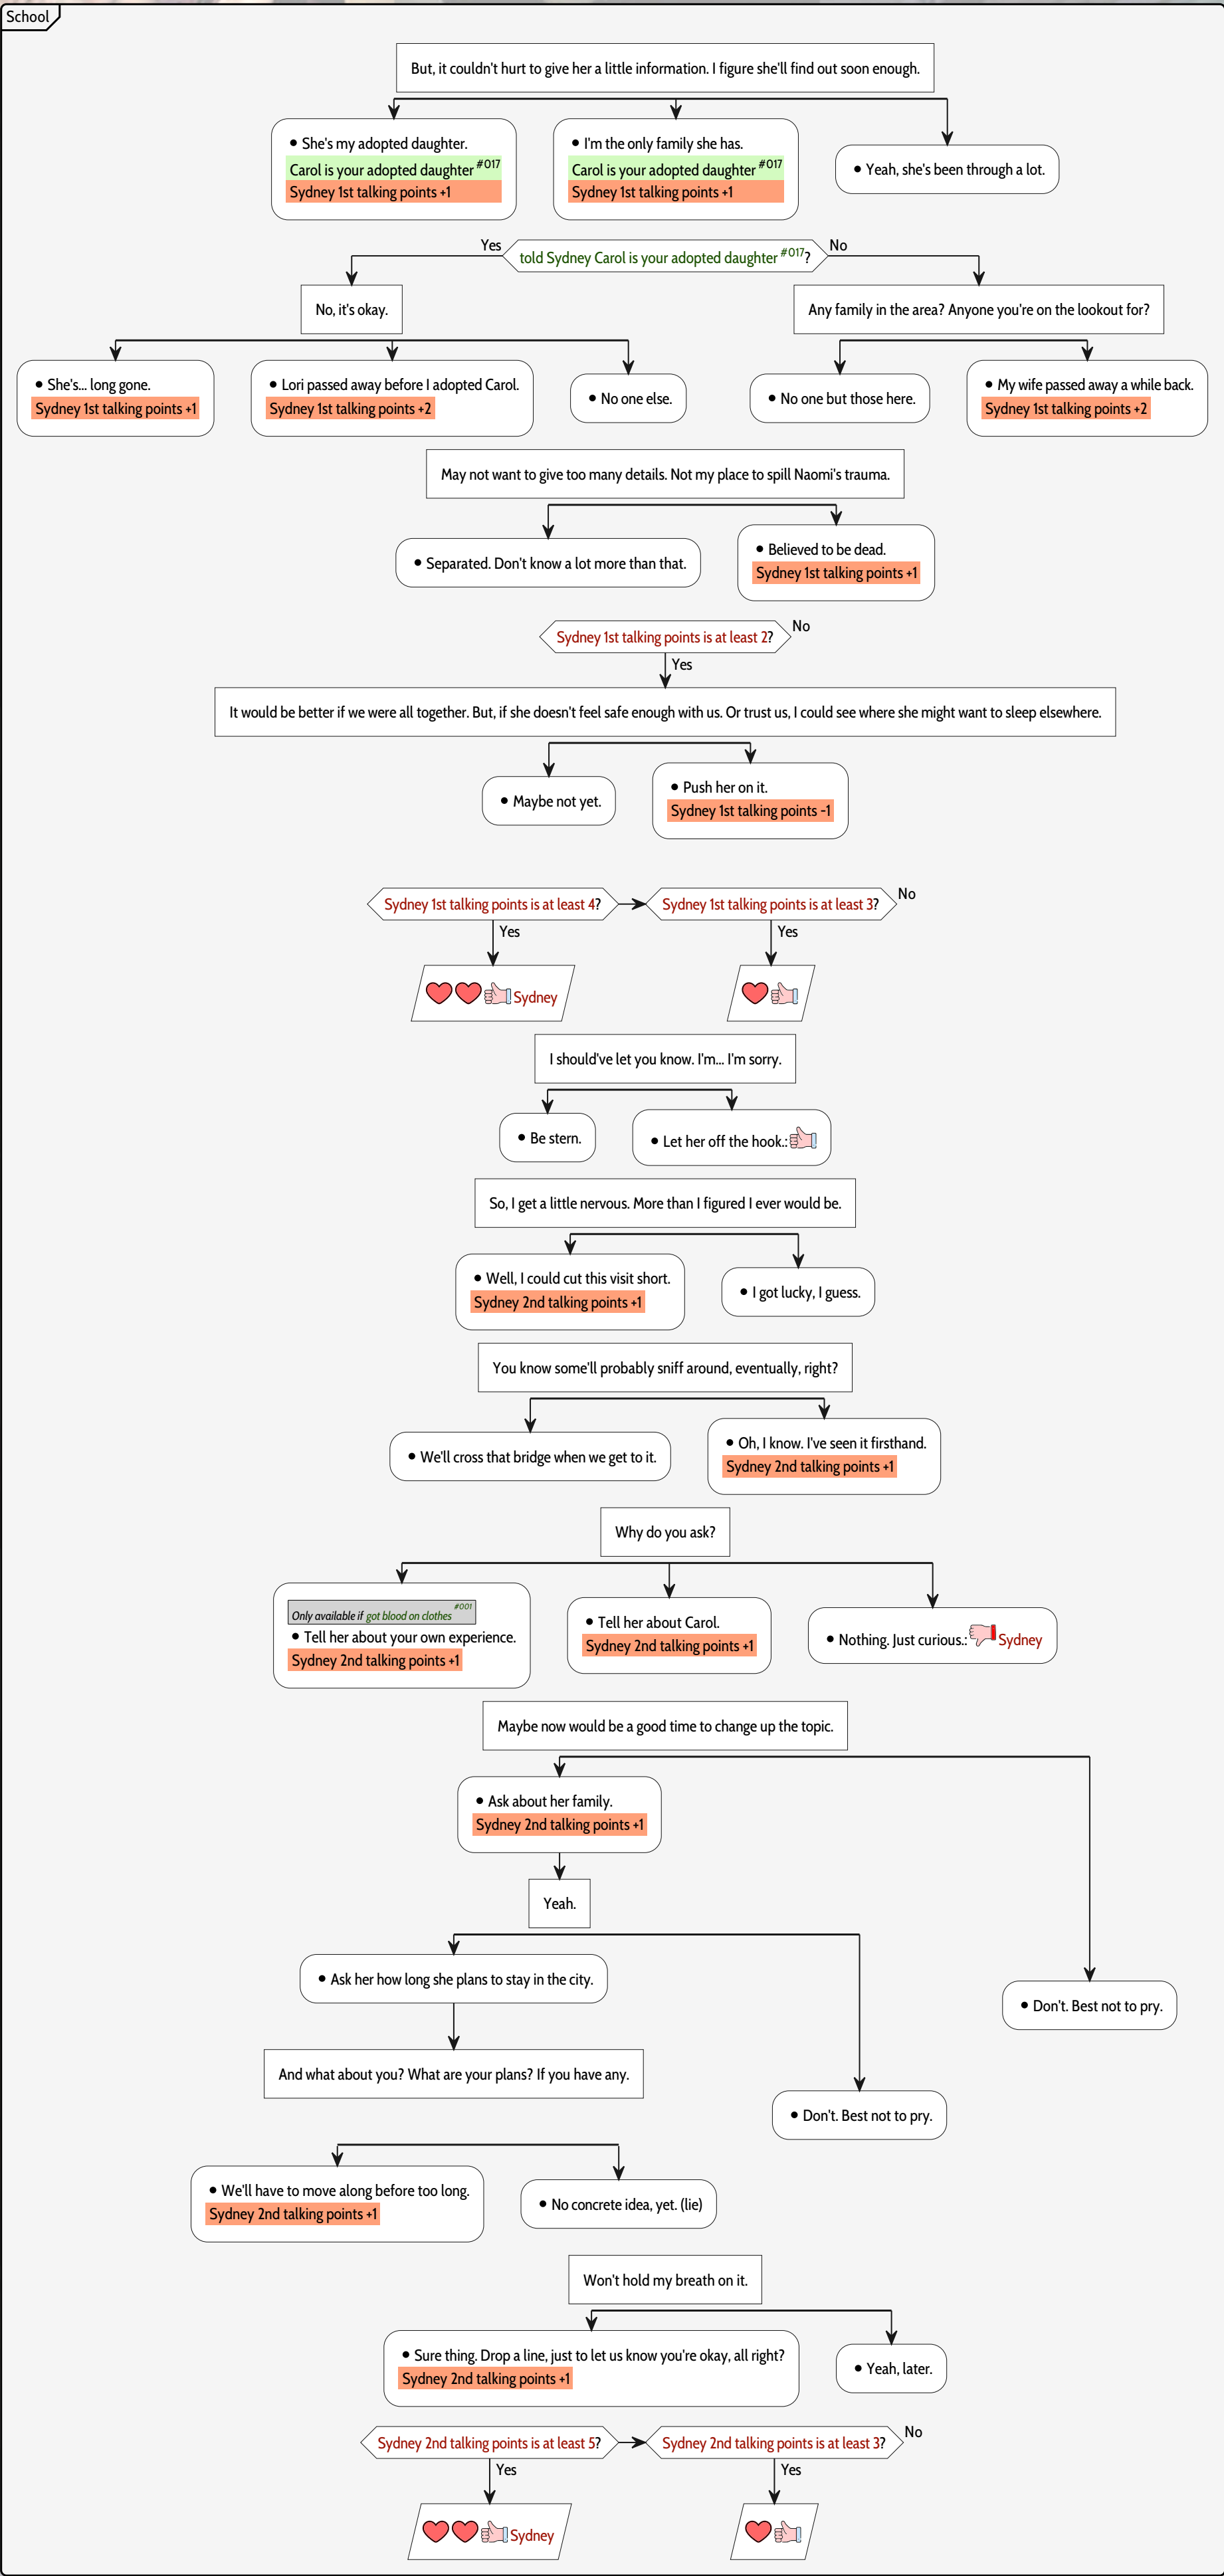 School
But, it couldn't hurt to give her a little information. I figure she'll find out soon enough.
• She's my adopted daughter.
Carol is your adopted daughter #017
Sydney 1st talking points +1
• I'm the only family she has.
Carol is your adopted daughter #017
Sydney 1st talking points +1
• Yeah, she's been through a lot.
Yes
told Sydney Carol is your adopted daughter #017?
No
No, it's okay.
Any family in the area? Anyone you're on the lookout for?
• She's... long gone.
Sydney 1st talking points +1
• Lori passed away before I adopted Carol.
Sydney 1st talking points +2
• No one else.
• No one but those here.
• My wife passed away a while back.
Sydney 1st talking points +2
May not want to give too many details. Not my place to spill Naomi's trauma.
• Separated. Don't know a lot more than that.
• Believed to be dead.
Sydney 1st talking points +1
Sydney 1st talking points is at least 2?
No
Yes
It would be better if we were all together. But, if she doesn't feel safe enough with us. Or trust us, I could see where she might want to sleep elsewhere.
• Maybe not yet.
• Push her on it.
Sydney 1st talking points -1
Sydney 1st talking points is at least 4?
Sydney 1st talking points is at least 3?
No
Yes
Yes
Sydney
I should've let you know. I'm... I'm sorry.
• Be stern.
• Let her off the hook.:
So, I get a little nervous. More than I figured I ever would be.
• Well, I could cut this visit short.
Sydney 2nd talking points +1
• I got lucky, I guess.
You know some'll probably sniff around, eventually, right?
• We'll cross that bridge when we get to it.
• Oh, I know. I've seen it firsthand.
Sydney 2nd talking points +1
Why do you ask?
Only available if got blood on clothes #001
• Tell her about your own experience.
Sydney 2nd talking points +1
• Tell her about Carol.
Sydney 2nd talking points +1
• Nothing. Just curious.: Sydney
Maybe now would be a good time to change up the topic.
• Ask about her family.
Sydney 2nd talking points +1
Yeah.
• Ask her how long she plans to stay in the city.
• Don't. Best not to pry.
And what about you? What are your plans? If you have any.
• Don't. Best not to pry.
• We'll have to move along before too long.
Sydney 2nd talking points +1
• No concrete idea, yet. (lie)
Won't hold my breath on it.
• Sure thing. Drop a line, just to let us know you're okay, all right?
Sydney 2nd talking points +1
• Yeah, later.
Sydney 2nd talking points is at least 5?
Sydney 2nd talking points is at least 3?
No
Yes
Yes
Sydney